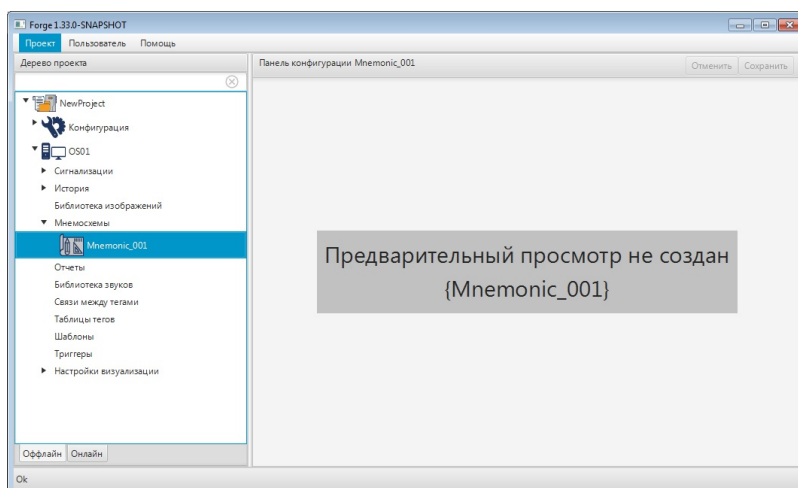 Forge 1.33.0-SNAPSHOT
Проект Пользователь Помощь
Дерево проекта
Панель конфигурации Mnemonic_001
Отменить Сохранить
NewProject
Конфигурация
OS01
Сигнализации
История
Библиотека изображений
Мнемосхемы
Mnemonic_001
Отчеты
Библиотека звуков
Связи между тегами
Таблицы тегов
Шаблоны
Триггеры
Настройки визуализации
Предварительный просмотр не создан
{Mnemonic_001}
Оффлайн Онлайн
Ok